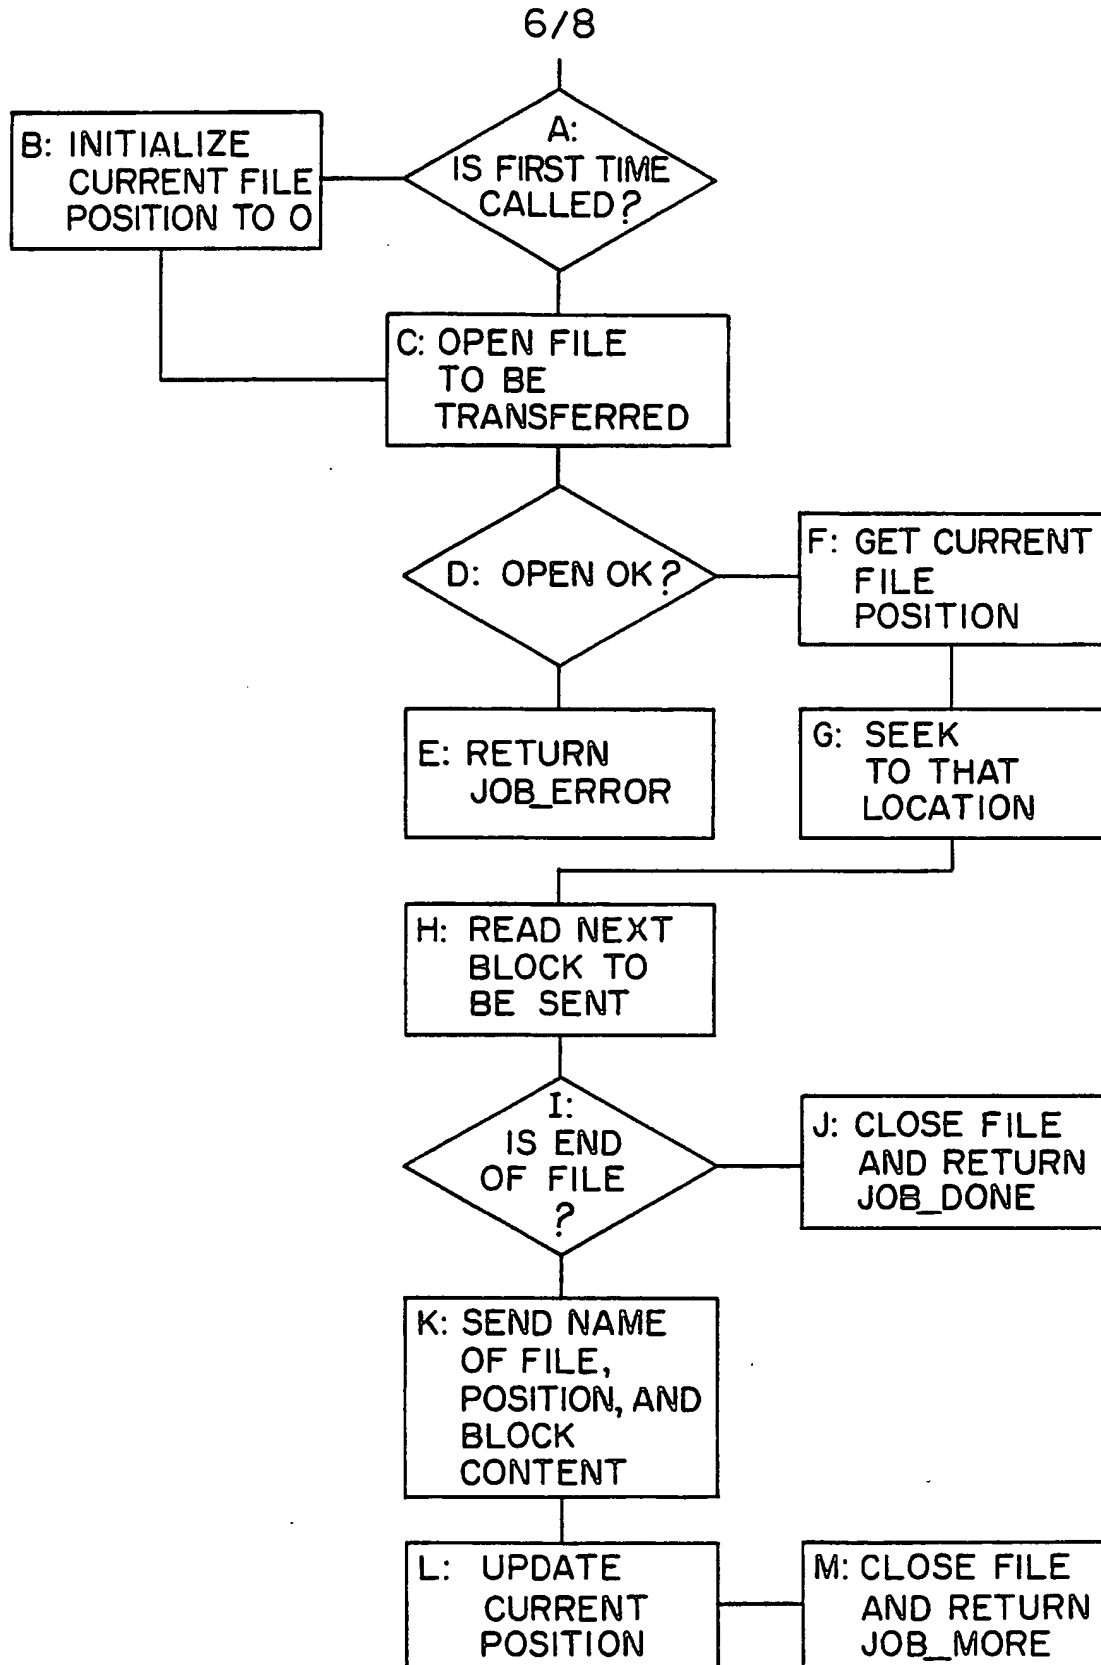 6/8
A:
IS FIRST TIME
CALLED?
B: INITIALIZE
CURRENT FILE
POSITION TO 0
C: OPEN FILE
TO BE
TRANSFERRED
D: OPEN OK?
F: GET CURRENT
FILE
POSITION
E: RETURN
JOB_ERROR
G: SEEK
TO THAT
LOCATION
H: READ NEXT
BLOCK TO
BE SENT
I:
IS END
OF FILE
?
J: CLOSE FILE
AND RETURN
JOB_DONE
K: SEND NAME
OF FILE,
POSITION, AND
BLOCK
CONTENT
L: UPDATE
CURRENT
POSITION
M: CLOSE FILE
AND RETURN
JOB_MORE